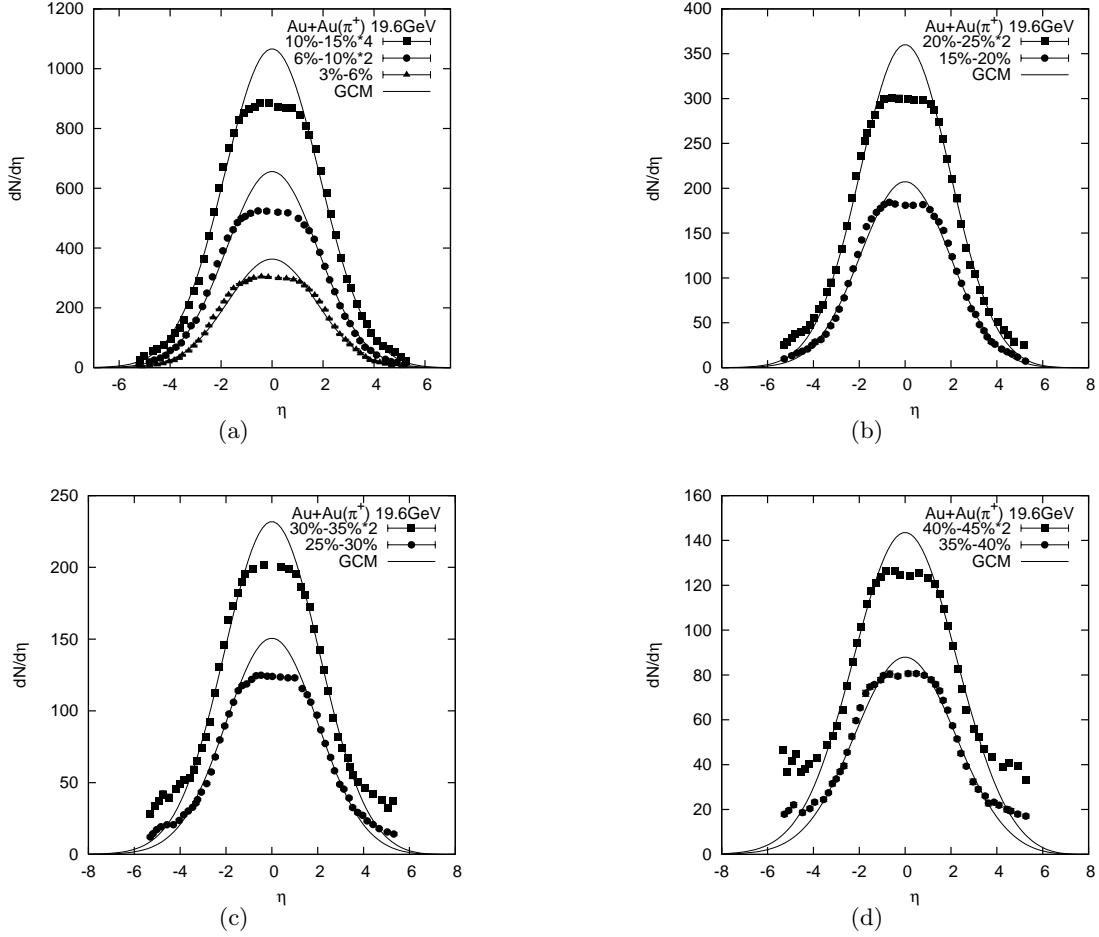 1200
1000
800
600
400
200
0
-6 -4 -2 0 2 4 6
dN/dη
η
Au+Au(π⁺) 19.6GeV
10%-15%*4
6%-10%*2
3%-6%
GCM
(a)
400
350
300
250
200
150
100
50
0
-8 -6 -4 -2 0 2 4 6 8
dN/dη
η
Au+Au(π⁺) 19.6GeV
20%-25%*2
15%-20%
GCM
(b)
250
200
150
100
50
0
-8 -6 -4 -2 0 2 4 6 8
dN/dη
η
Au+Au(π⁺) 19.6GeV
30%-35%*2
25%-30%
GCM
(c)
160
140
120
100
80
60
40
20
0
-8 -6 -4 -2 0 2 4 6 8
dN/dη
η
Au+Au(π⁺) 19.6GeV
40%-45%*2
35%-40%
GCM
(d)